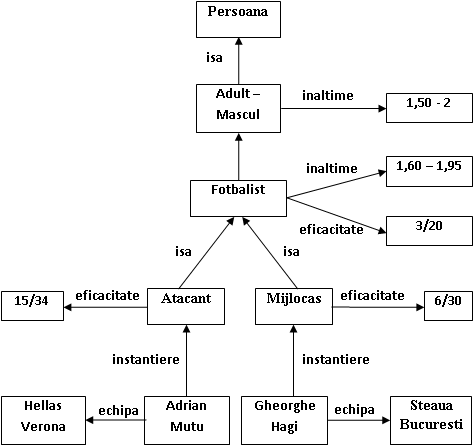 Persoana
isa
Adult –
Mascul
inaltime
1,50 - 2
inaltime
1,60 – 1,95
Fotbalist
eficacitate
3/20
isa
isa
15/34
eficacitate
Atacant
Mijlocas
eficacitate
6/30
instantiere
instantiere
Hellas
Verona
echipa
Adrian
Mutu
Gheorghe
Hagi
echipa
Steaua
Bucuresti